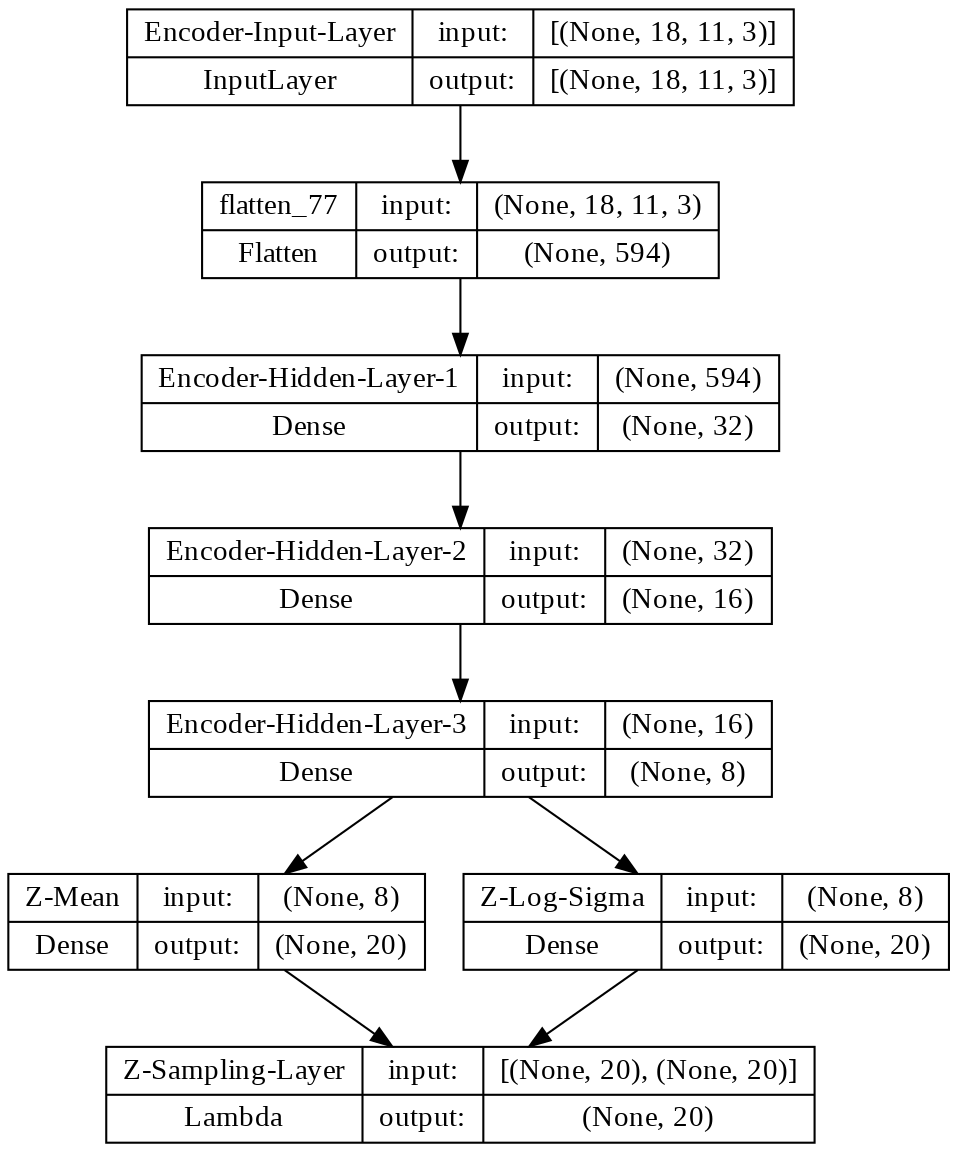 Encoder-Input-Layer input: [(None, 18, 11, 3)]
InputLayer output: [(None, 18, 11, 3)]
flatten_77 input: (None, 18, 11, 3)
Flatten output: (None, 594)
Encoder-Hidden-Layer-1 input: (None, 594)
Dense output: (None, 32)
Encoder-Hidden-Layer-2 input: (None, 32)
Dense output: (None, 16)
Encoder-Hidden-Layer-3 input: (None, 16)
Dense output: (None, 8)
Z-Mean input: (None, 8)
Dense output: (None, 20)
Z-Log-Sigma input: (None, 8)
Dense output: (None, 20)
Z-Sampling-Layer input: [(None, 20), (None, 20)]
Lambda output: (None, 20)